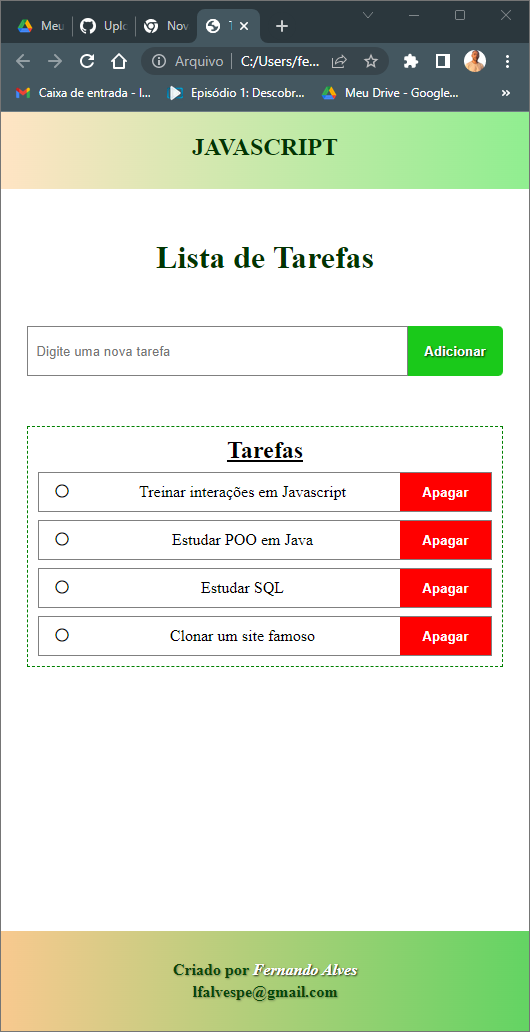 Meu
Uplo
Nov
T
Arquivo
C:/Users/fe...
Caixa de entrada - l...
Episódio 1: Descobr...
Meu Drive - Google...
JAVASCRIPT
Lista de Tarefas
Digite uma nova tarefa
Adicionar
Tarefas
Treinar interações em Javascript
Apagar
Estudar POO em Java
Apagar
Estudar SQL
Apagar
Clonar um site famoso
Apagar
Criado por Fernando Alves
lfalvespe@gmail.com